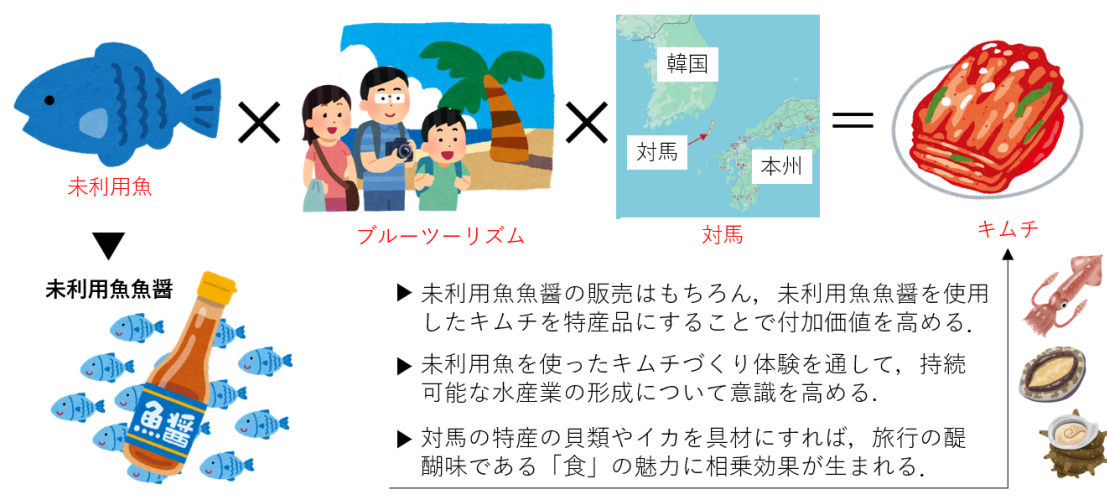 韓国
対馬
本州
未利用魚
ブルーツーリズム
対馬
キムチ
未利用魚魚醤
魚醤
▶ 未利用魚魚醤の販売はもちろん，未利用魚魚醤を使用
したキムチを特産品にすることで付加価値を高める．
▶ 未利用魚を使ったキムチづくり体験を通して，持続
可能な水産業の形成について意識を高める．
▶ 対馬の特産の貝類やイカを具材にすれば，旅行の醍
醐味である「食」の魅力に相乗効果が生まれる．